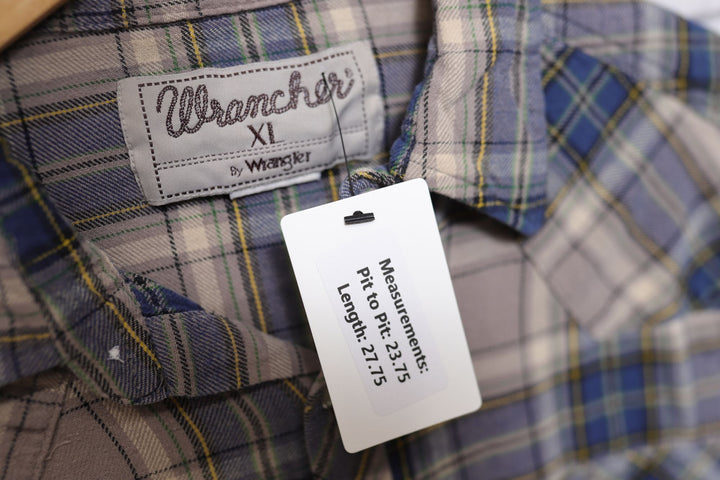 Wrancher
XL
By Wrangler
Measurements:
Pit to Pit: 23.75
Length: 27.75